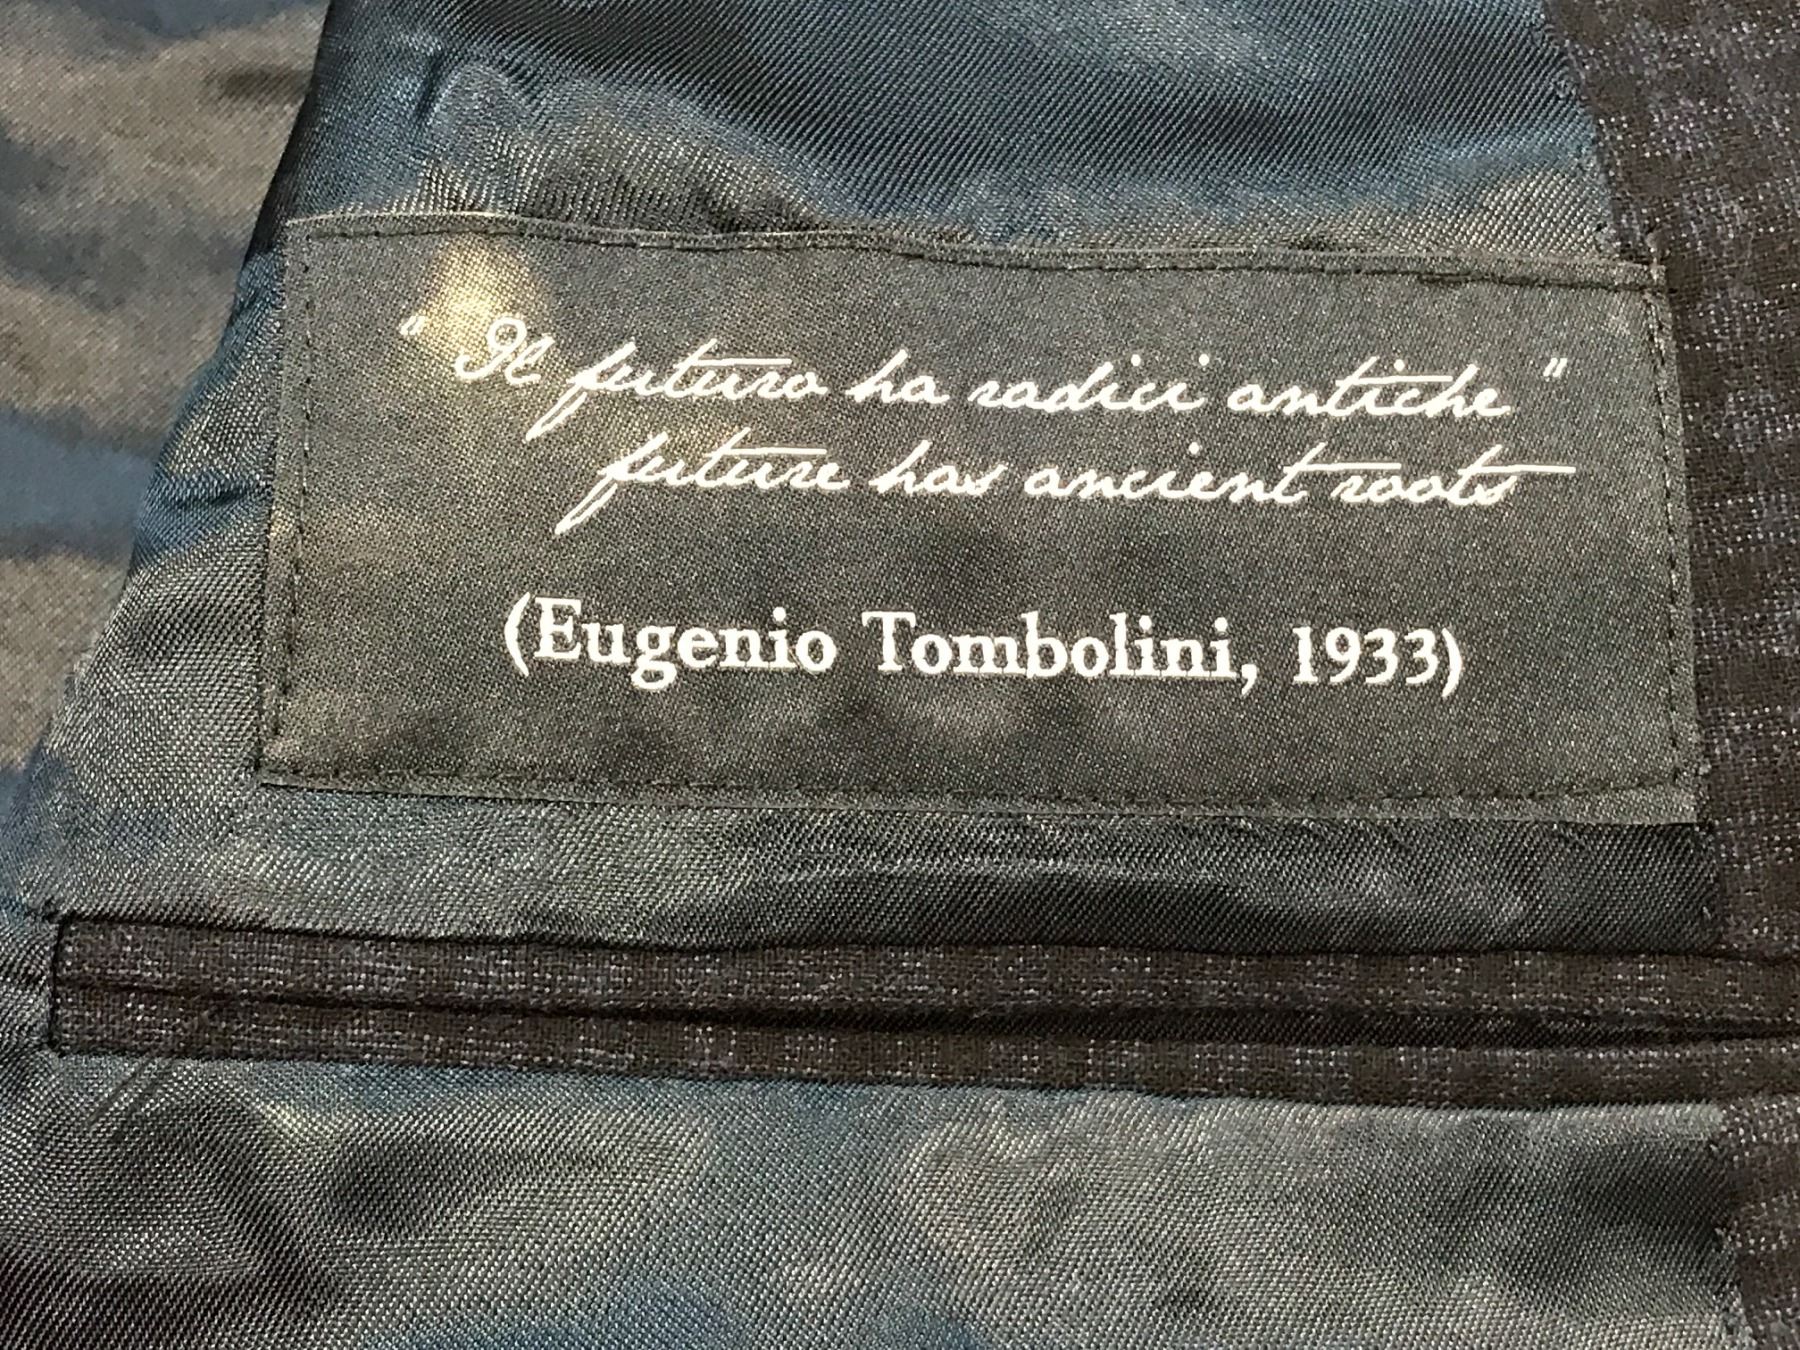 " Il futuro ha radici antiche "
future has ancient roots
(Eugenio Tombolini, 1933)